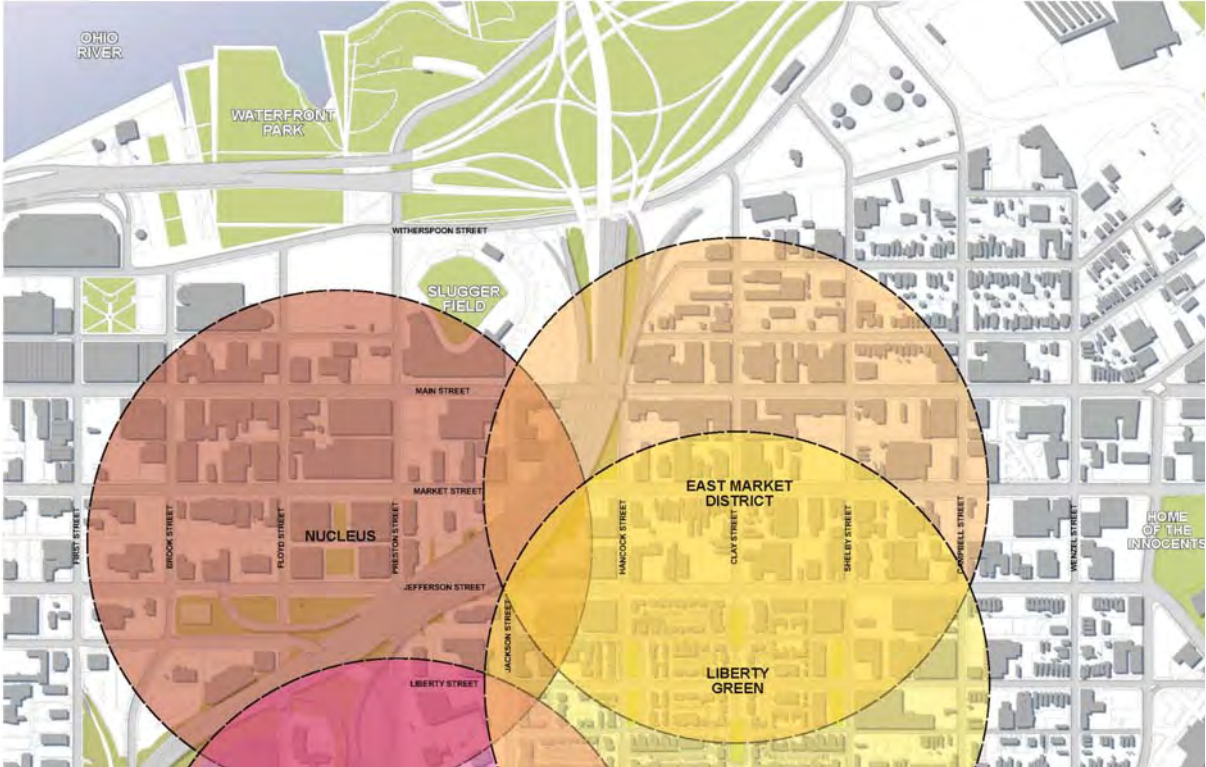 OHIO
RIVER
WATERFRONT
PARK
WITHERSPOON STREET
SLUGGER
FIELD
MAIN STREET
MARKET STREET
EAST MARKET
DISTRICT
NUCLEUS
FIRST STREET
BROOK STREET
FLOYD STREET
PRESTON STREET
HANCOCK STREET
CLAY STREET
SHELBY STREET
CAMPBELL STREET
WENZEL STREET
HOME
OF THE
INNOCENTS
JEFFERSON STREET
JACKSON STREET
LIBERTY STREET
LIBERTY
GREEN